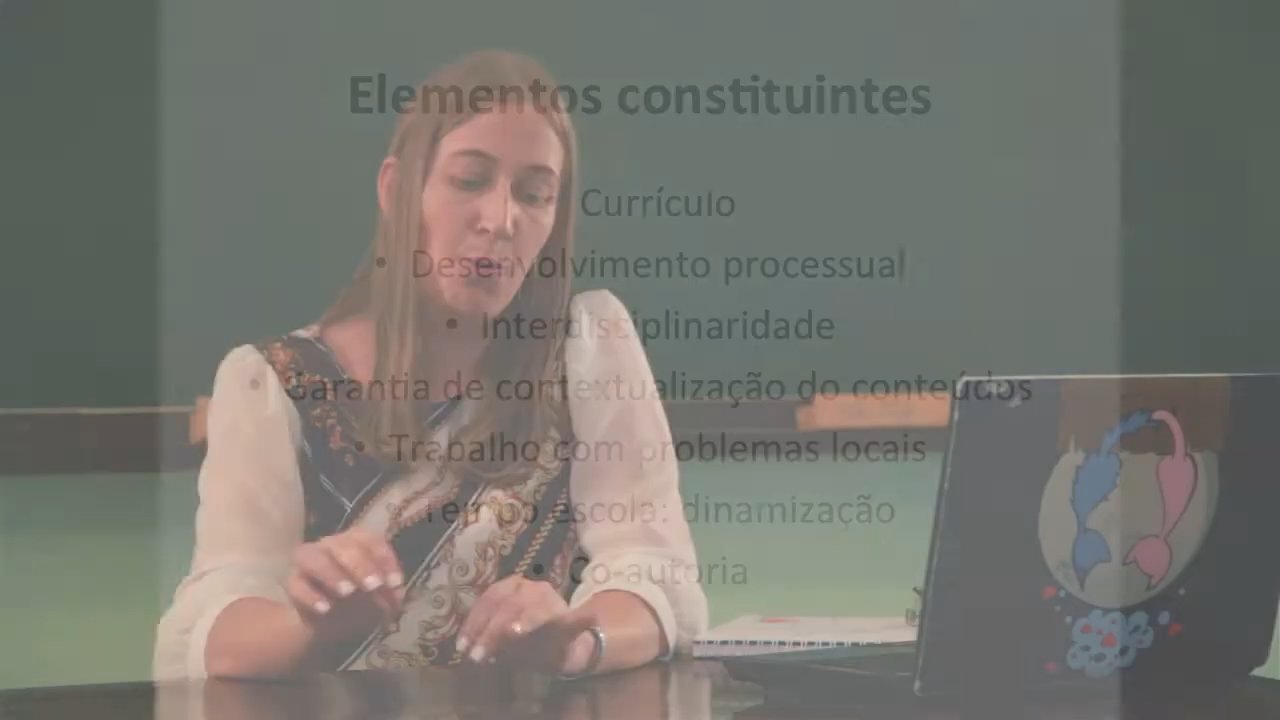 Elementos constituintes
Currículo
• Desenvolvimento processual
• Interdisciplinaridade
• Garantia de contextualização do conteúdos
• Trabalho com problemas locais
• Tempo escola: dinamização
• Co-autoria